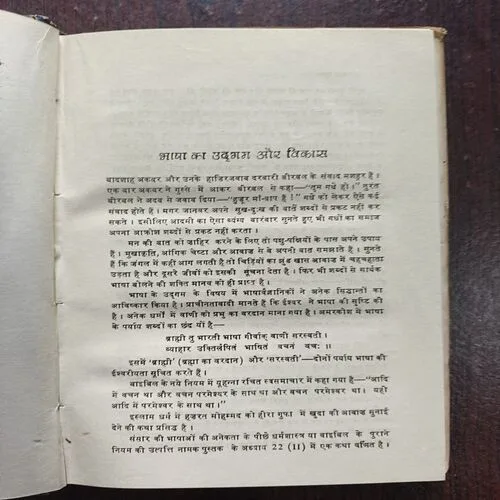 भाषा का उद्गम और विकास
बादशाह अकबर और उनके हाज़िरजवाब दरबारी बीरबल के संवाद मशहूर है।
एक बार अकबर ने गुस्से में आकर बीरबल से कहा—"तुम गधे हो।" तुरत
बीरबल ने अदब से जवाब दिया—"हुज़ूर माँ-बाप है!" गधे को लेकर ऐसे कई
संवाद होते हैं। मगर जानवर अपने सुख-दुःख की बातें शब्दों से प्रकट नहीं कर
सकते। इसीलिए आदमी का ऐसा व्यंग्य बारंबार सुनते हुए भी गधों का समाज
अपना आक्रोश शब्दों से प्रकट नहीं करता।
मन की बात को ज़ाहिर करने के लिए तो पशु-पक्षियों के पास अपने उपाय
हैं। मुखाकृति, आंगिक चेष्टा और आवाज़ से वे अपनी बात समझाते हैं। सुनते
हैं कि जंगल में कहीं आग लगती है तो चिड़ियों का झुंड खास आवाज़ में चहचहाता
उड़ता है और दूसरे जीवों को इसकी सूचना देता है। फिर भी शब्दों से सार्थक
भाषा बोलने की शक्ति मानव को ही प्राप्त है।
भाषा के उद्गम के विषय में भाषावैज्ञानिकों ने अनेक सिद्धांतों का
आविष्कार किया है। प्राचीनतावादी मानते हैं कि ईश्वर ने भाषा की सृष्टि की
है। अनेक धर्मों में वाणी को प्रभु का वरदान माना गया है। अमरकोश में भाषा
के पर्याय शब्दों का छंद यों है—
ब्राह्मी तु भारती भाषा गीर्वाक् वाणी सरस्वती।
व्याहार उक्तिर्लपितं भाषितं वचनं वचः॥
इसमें 'ब्राह्मी' (ब्रह्मा का वरदान) और 'सरस्वती'—दोनों पर्याय भाषा की
ईश्वरीयता सूचित करते हैं।
बाइबिल के नये नियम में यूहन्ना रचित स्वसमाचार में कहा गया है—"आदि
में वचन था और वचन परमेश्वर के साथ था और वचन परमेश्वर था। यही
आदि में परमेश्वर के साथ था।"
इस्लाम धर्म में हज़रत मोहम्मद को हीरा गुफा में खुदा की आवाज़ सुनाई
देने की कथा प्रसिद्ध है।
संसार की भाषाओं की अनेकता के पीछे धर्मशास्त्र या बाइबिल के पुराने
नियम की उत्पत्ति नामक पुस्तक के अध्याय 22 (11) में एक कथा वर्णित है।